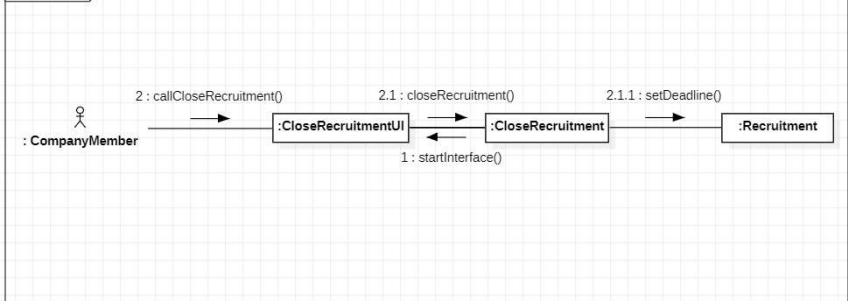 2 : callCloseRecruitment()
2.1 : closeRecruitment()
2.1.1 : setDeadline()
: CompanyMember
:CloseRecruitmentUI
:CloseRecruitment
:Recruitment
1 : startInterface()